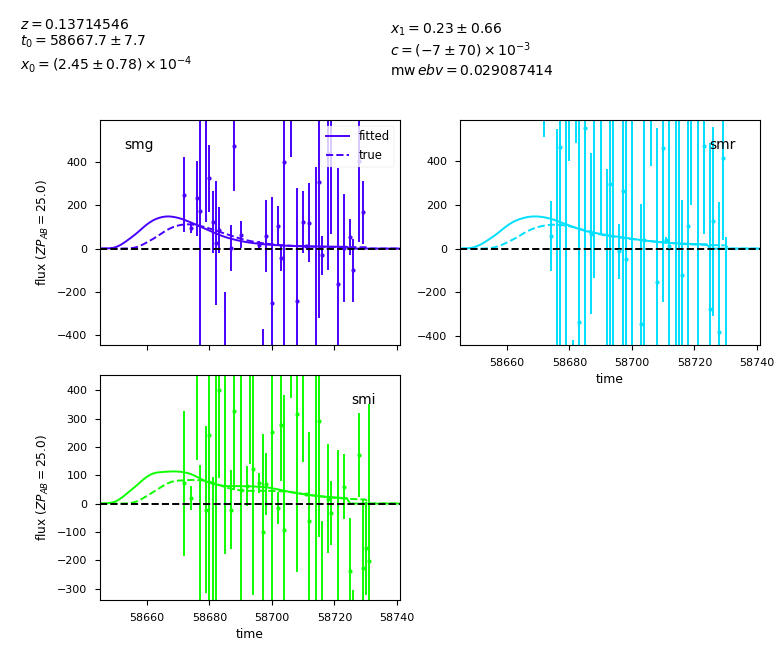 z = 0.13714546
t₀ = 58667.7 ± 7.7
x₀ = (2.45 ± 0.78) × 10⁻⁴
x₁ = 0.23 ± 0.66
c = (−7 ± 70) × 10⁻³
mw ebv = 0.029087414
smg
fitted
true
400
200
0
−200
−400
flux (ZP_AB = 25.0)
smr
400
200
0
−200
−400
58660 58680 58700 58720 58740
time
smi
400
300
200
100
0
−100
−200
−300
flux (ZP_AB = 25.0)
58660 58680 58700 58720 58740
time